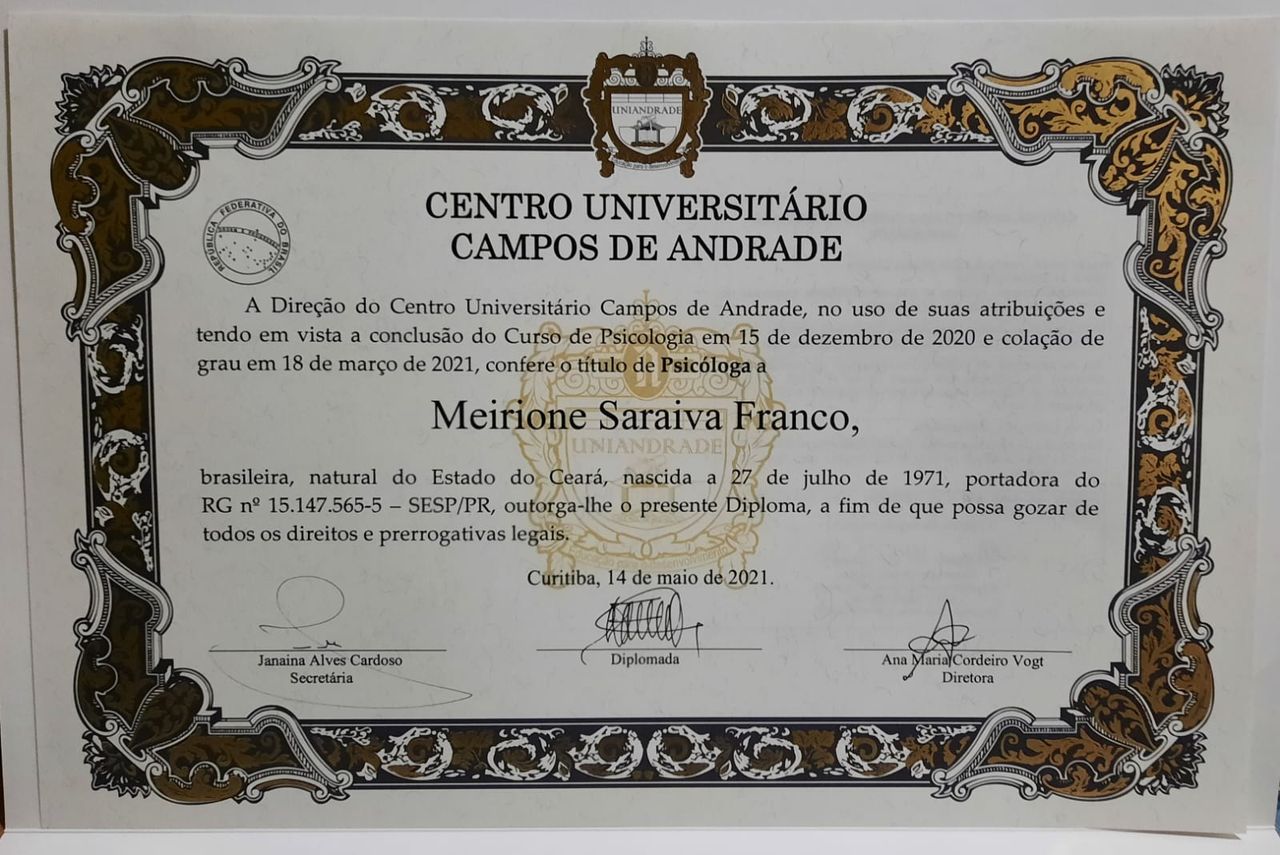 UNIANDRADE
REPÚBLICA FEDERATIVA DO BRASIL
CENTRO UNIVERSITÁRIO
CAMPOS DE ANDRADE
A Direção do Centro Universitário Campos de Andrade, no uso de suas atribuições e
tendo em vista a conclusão do Curso de Psicologia em 15 de dezembro de 2020 e colação de
grau em 18 de março de 2021, confere o título de Psicóloga a
Meirione Saraiva Franco,
UNIANDRADE
brasileira, natural do Estado do Ceará, nascida a 27 de julho de 1971, portadora do
RG nº 15.147.565-5 – SESP/PR, outorga-lhe o presente Diploma, a fim de que possa gozar de
todos os direitos e prerrogativas legais.
Curitiba, 14 de maio de 2021.
Janaina Alves Cardoso
Secretária
Diplomada
Ana Maria Cordeiro Vogt
Diretora